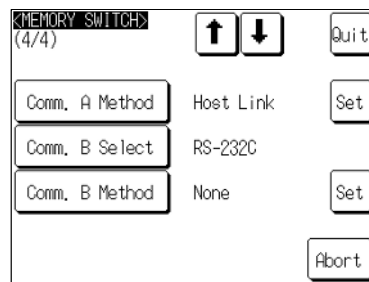 <MEMORY SWITCH>
(4/4)
Quit
Comm. A Method Host Link Set
Comm. B Select RS-232C
Comm. B Method None Set
Abort